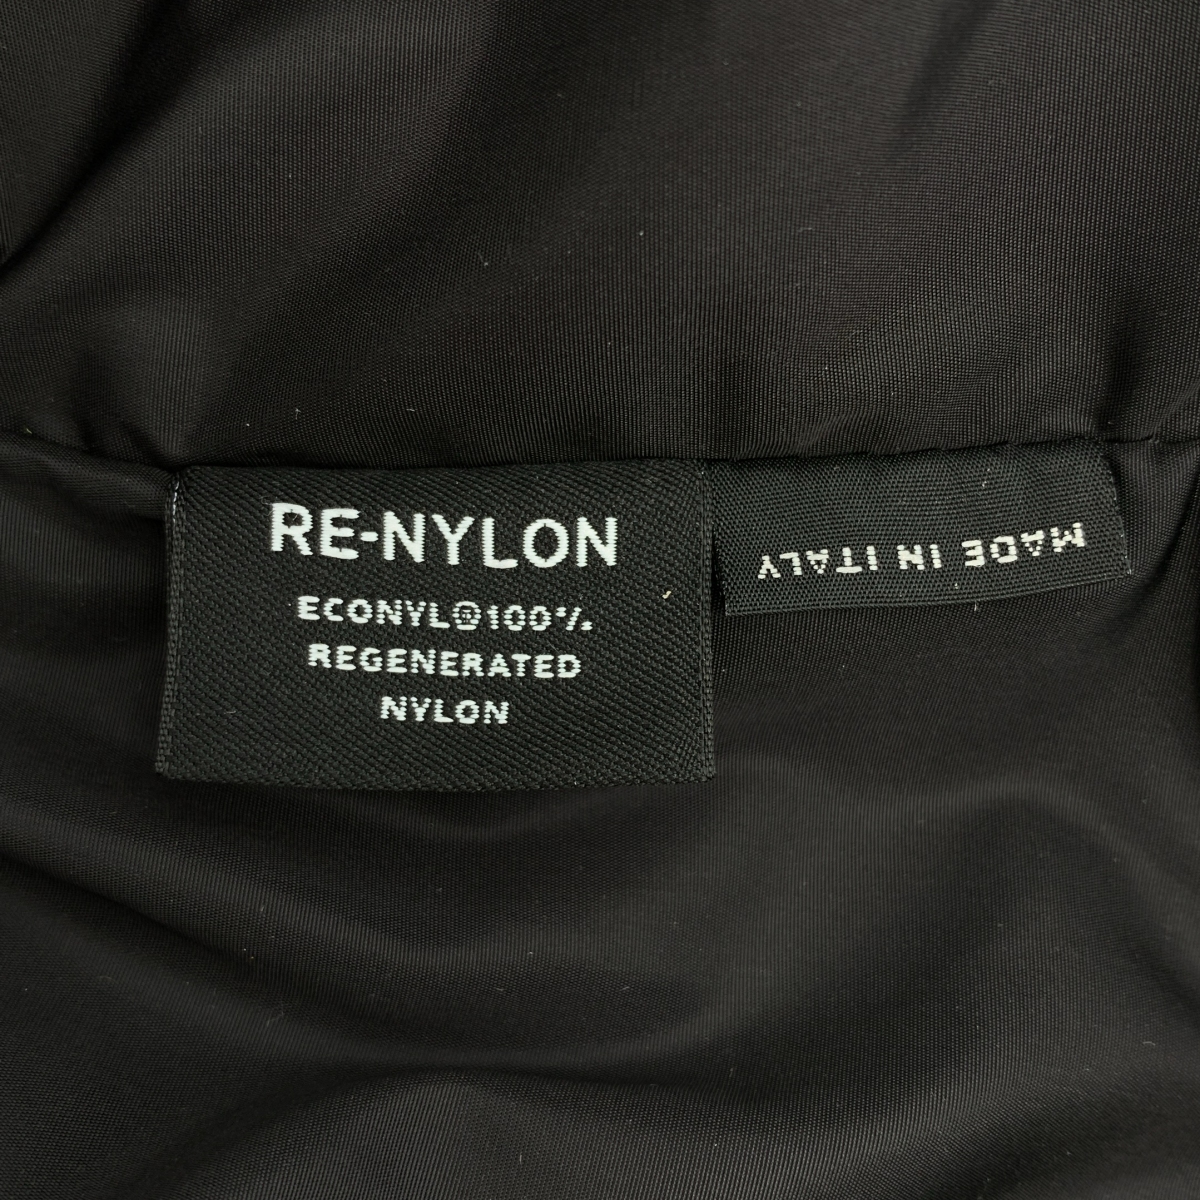 RE-NYLON
ECONYL®100%
REGENERATED
NYLON
MADE IN ITALY